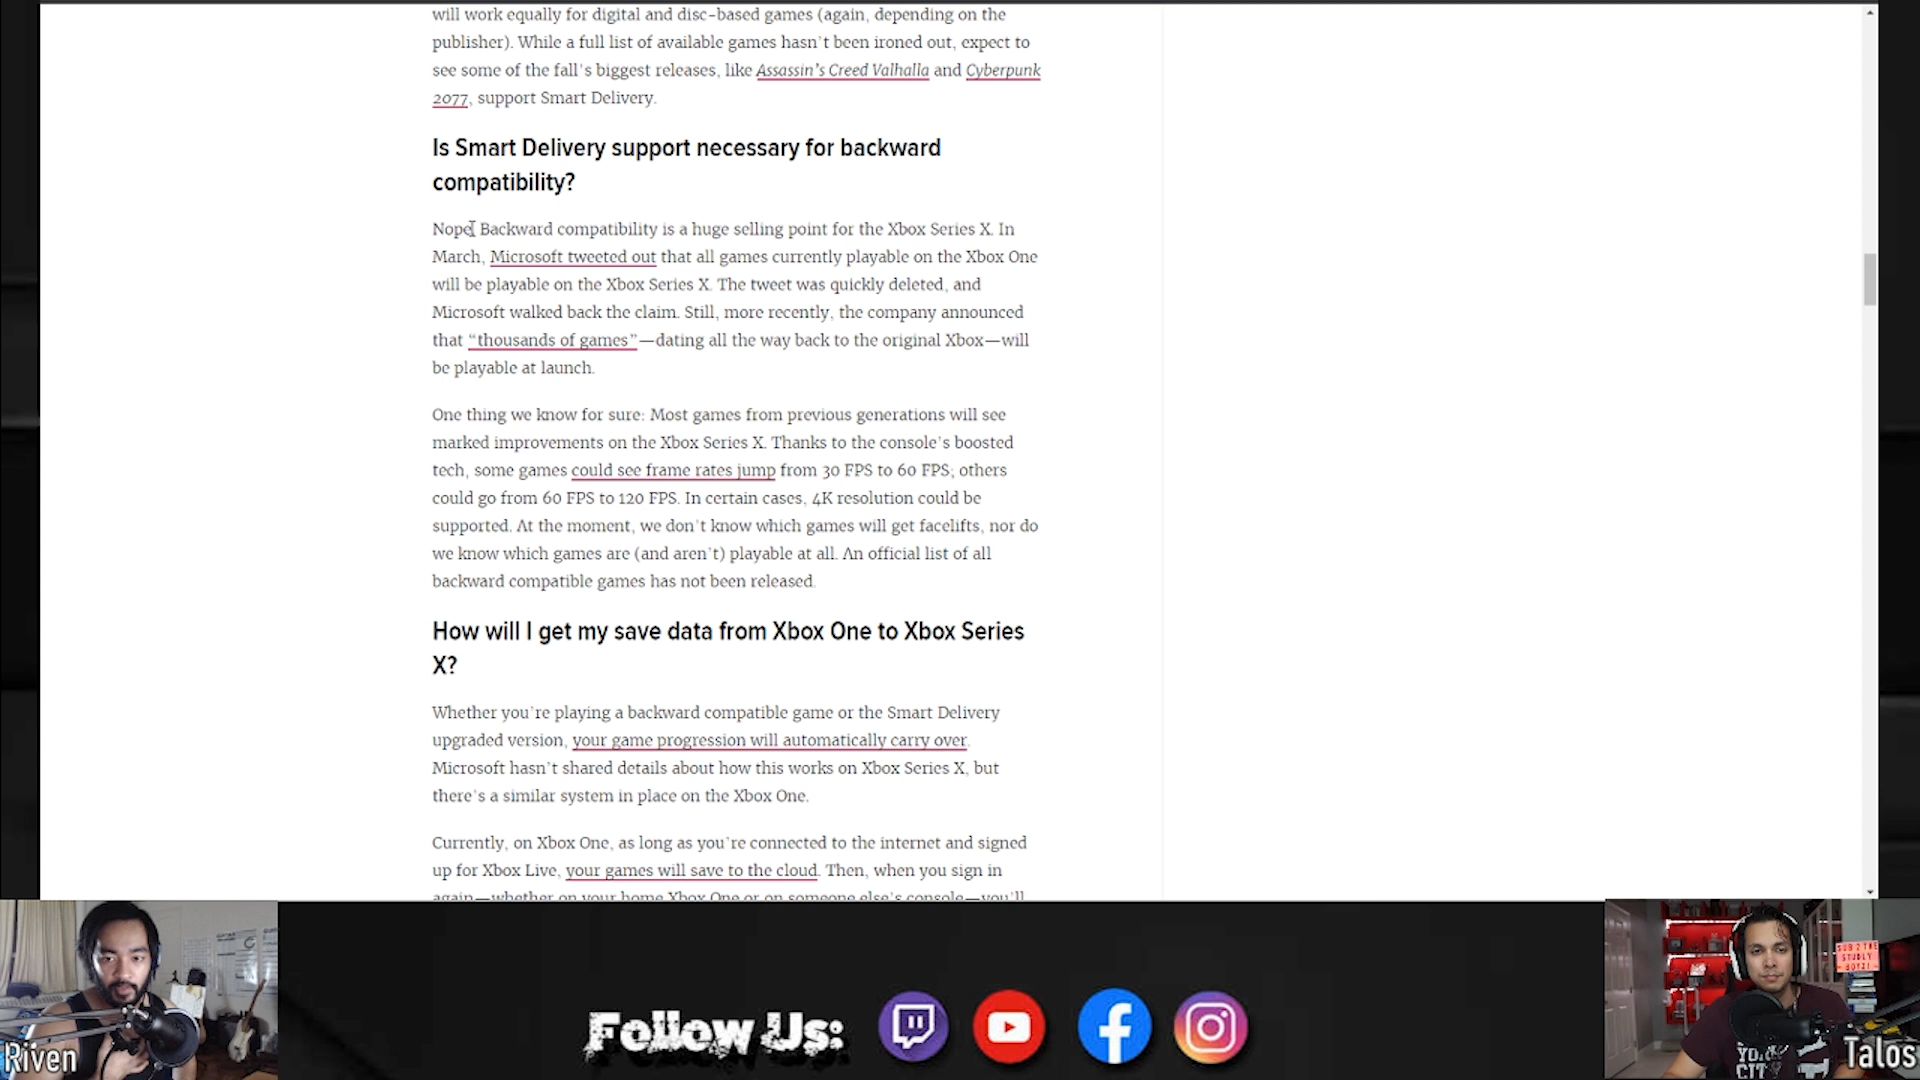 will work equally for digital and disc-based games (again, depending on the
publisher). While a full list of available games hasn't been ironed out, expect to
see some of the fall's biggest releases, like Assassin's Creed Valhalla and Cyberpunk
2077, support Smart Delivery.
Is Smart Delivery support necessary for backward
compatibility?
Nope. Backward compatibility is a huge selling point for the Xbox Series X. In
March, Microsoft tweeted out that all games currently playable on the Xbox One
will be playable on the Xbox Series X. The tweet was quickly deleted, and
Microsoft walked back the claim. Still, more recently, the company announced
that “thousands of games”—dating all the way back to the original Xbox—will
be playable at launch.
One thing we know for sure: Most games from previous generations will see
marked improvements on the Xbox Series X. Thanks to the console's boosted
tech, some games could see frame rates jump from 30 FPS to 60 FPS; others
could go from 60 FPS to 120 FPS. In certain cases, 4K resolution could be
supported. At the moment, we don't know which games will get facelifts, nor do
we know which games are (and aren't) playable at all. An official list of all
backward compatible games has not been released.
How will I get my save data from Xbox One to Xbox Series
X?
Whether you're playing a backward compatible game or the Smart Delivery
upgraded version, your game progression will automatically carry over.
Microsoft hasn't shared details about how this works on Xbox Series X, but
there's a similar system in place on the Xbox One.
Currently, on Xbox One, as long as you're connected to the internet and signed
up for Xbox Live, your games will save to the cloud. Then, when you sign in
again—whether on your home Xbox One or on someone else's console—you'll
Riven
Follow Us:
SUB 2 THE
STUDLY
BOYZ!
YORK
CITY
Talos